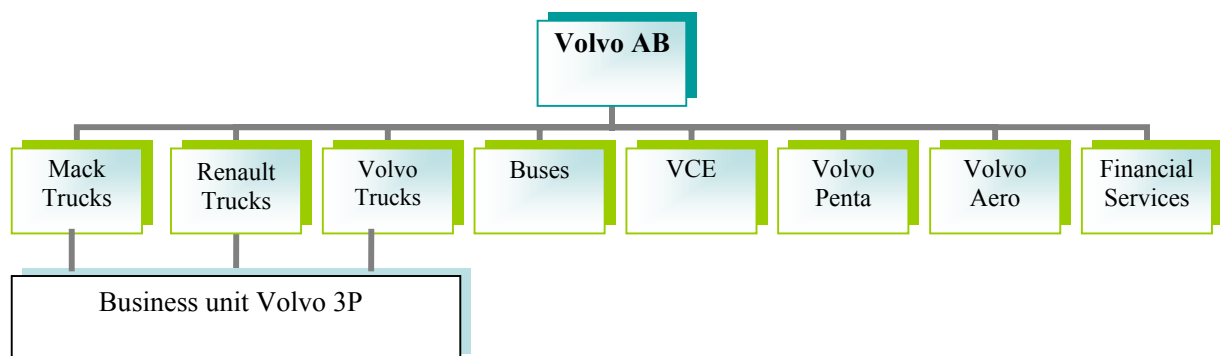 Volvo AB
Mack
Trucks
Renault
Trucks
Volvo
Trucks
Buses
VCE
Volvo
Penta
Volvo
Aero
Financial
Services
Business unit Volvo 3P